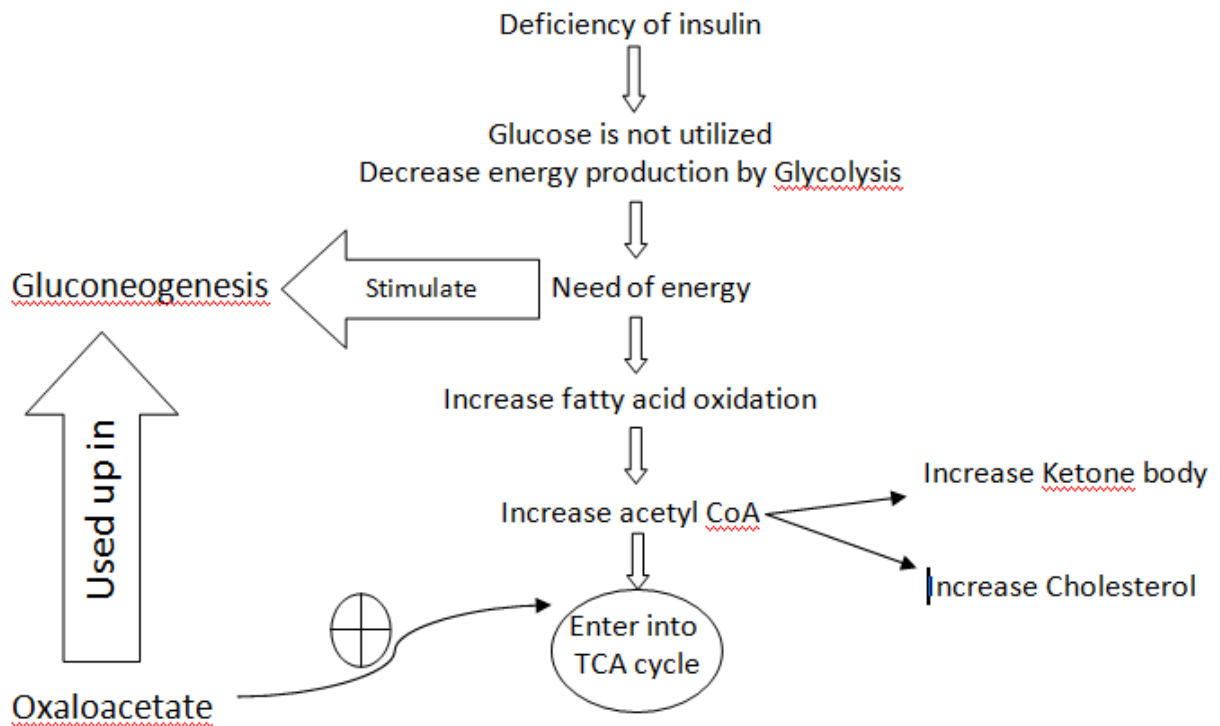 Deficiency of insulin
Glucose is not utilized
Decrease energy production by Glycolysis
Gluconeogenesis
Stimulate
Need of energy
Increase fatty acid oxidation
Used up in
Increase Ketone body
Increase acetyl CoA
Increase Cholesterol
Enter into
TCA cycle
Oxaloacetate